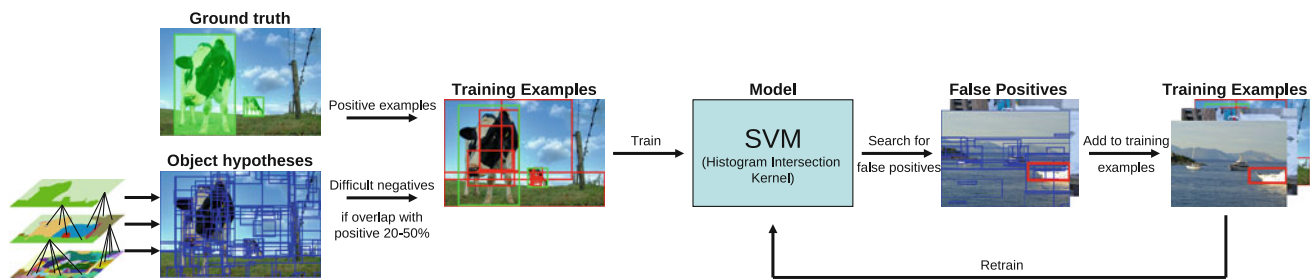 Ground truth
Positive examples
Object hypotheses
Difficult negatives
if overlap with
positive 20-50%
Training Examples
Train
Model
SVM
(Histogram Intersection
Kernel)
Search for
false positives
False Positives
Add to training
examples
Training Examples
Retrain